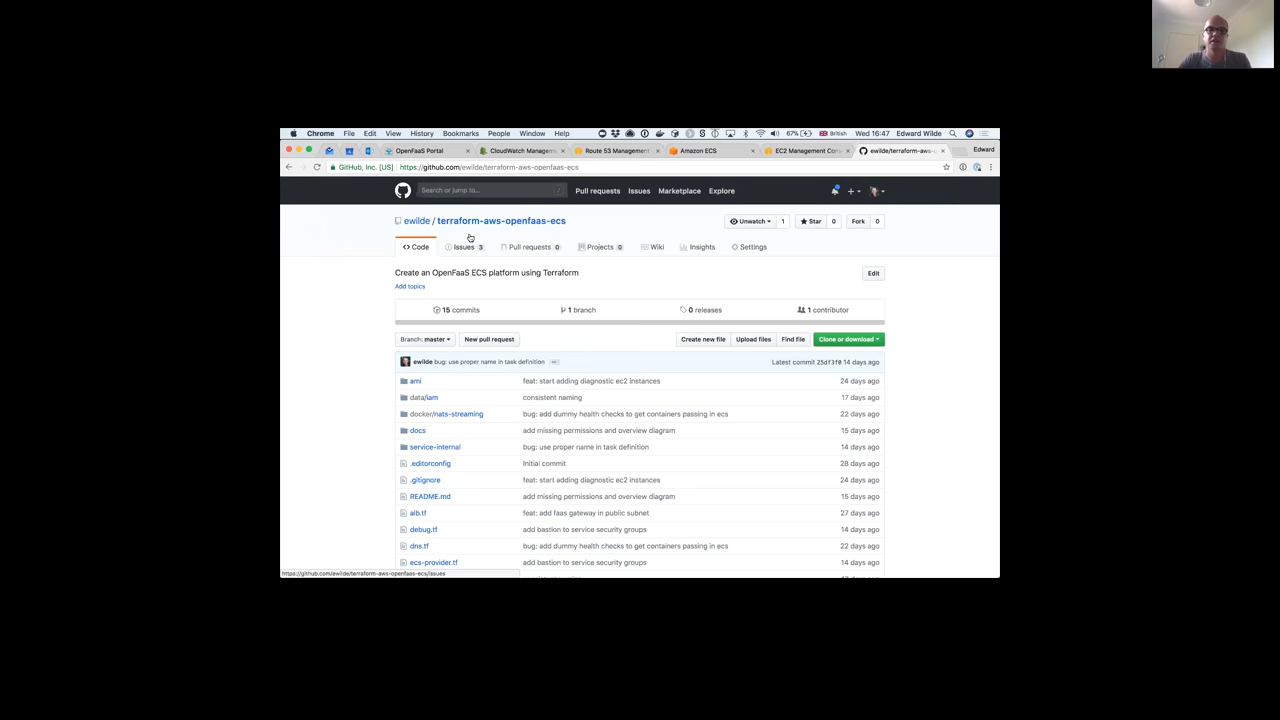 Chrome File Edit View History Bookmarks People Window Help 67% British Wed 16:47 Edward Wilde
OpenFaaS Portal CloudWatch Managem Route 53 Management Amazon ECS EC2 Management Con ewilde/terraform-aws-o Edward
GitHub, Inc. [US] https://github.com/ewilde/terraform-aws-openfaas-ecs
Search or jump to... / Pull requests Issues Marketplace Explore
ewilde / terraform-aws-openfaas-ecs Unwatch 1 Star 0 Fork 0
Code Issues 3 Pull requests 0 Projects 0 Wiki Insights Settings
Create an OpenFaaS ECS platform using Terraform Edit
Add topics
15 commits 1 branch 0 releases 1 contributor
Branch: master New pull request Create new file Upload files Find file Clone or download
ewilde bug: use proper name in task definition Latest commit 25df3f0 14 days ago
ami feat: start adding diagnostic ec2 instances 24 days ago
data/iam consistent naming 17 days ago
docker/nats-streaming bug: add dummy health checks to get containers passing in ecs 22 days ago
docs add missing permissions and overview diagram 15 days ago
service-internal bug: use proper name in task definition 14 days ago
.editorconfig Initial commit 28 days ago
.gitignore feat: start adding diagnostic ec2 instances 24 days ago
README.md add missing permissions and overview diagram 15 days ago
alb.tf feat: add faas gateway in public subnet 27 days ago
debug.tf add bastion to service security groups 14 days ago
dns.tf bug: add dummy health checks to get containers passing in ecs 22 days ago
ecs-provider.tf add bastion to service security groups 14 days ago
https://github.com/ewilde/terraform-aws-openfaas-ecs/issues